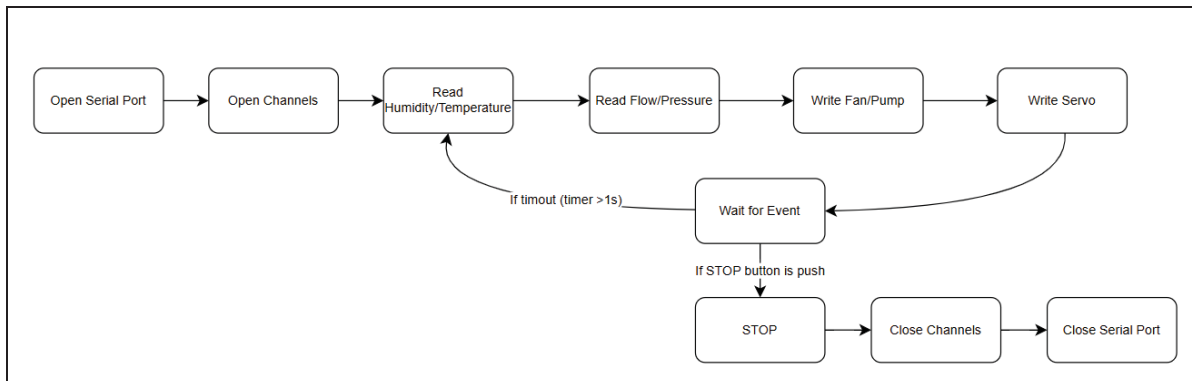 Open Serial Port
Open Channels
Read
Humidity/Temperature
Read Flow/Pressure
Write Fan/Pump
Write Servo
If timout (timer >1s)
Wait for Event
If STOP button is push
STOP
Close Channels
Close Serial Port